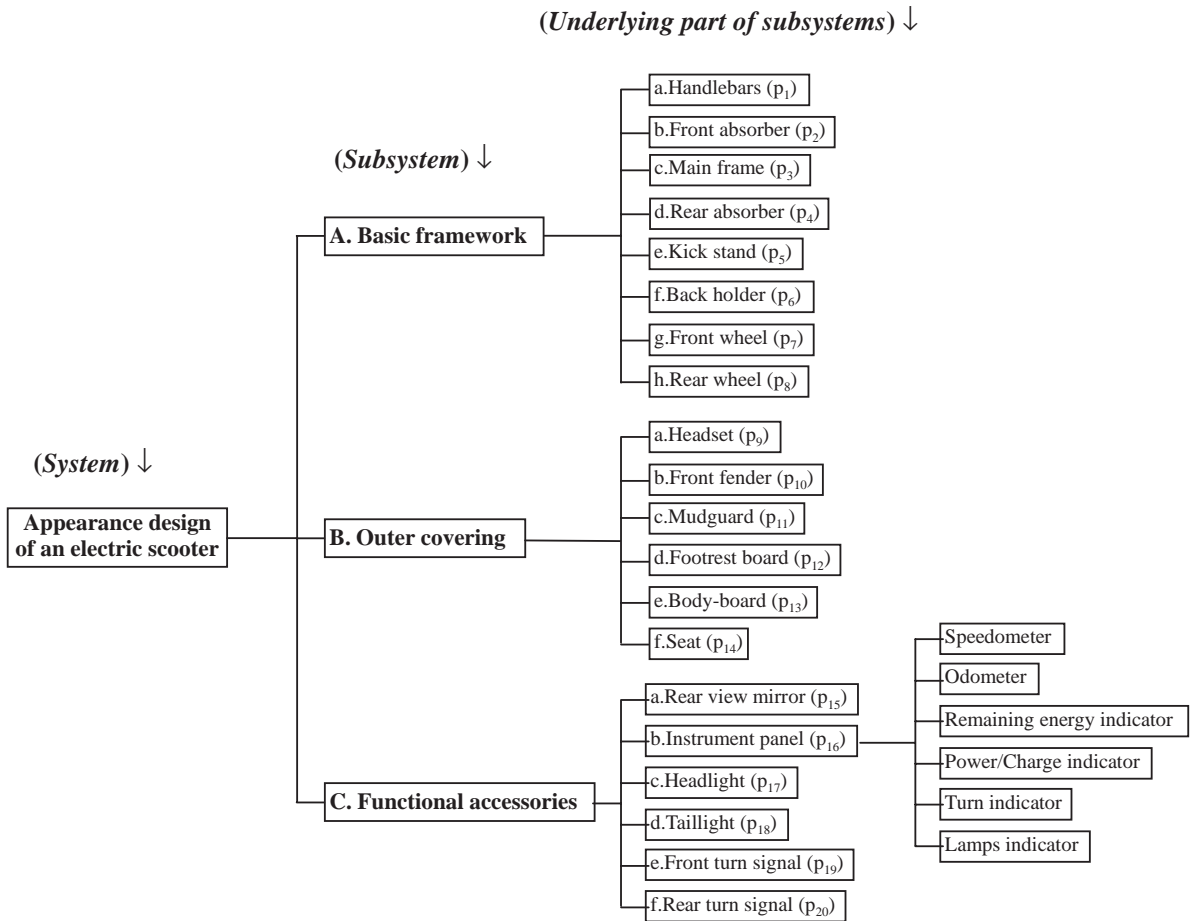 (Underlying part of subsystems) ↓
(Subsystem) ↓
(System) ↓
Appearance design
of an electric scooter
A. Basic framework
a.Handlebars (p₁)
b.Front absorber (p₂)
c.Main frame (p₃)
d.Rear absorber (p₄)
e.Kick stand (p₅)
f.Back holder (p₆)
g.Front wheel (p₇)
h.Rear wheel (p₈)
B. Outer covering
a.Headset (p₉)
b.Front fender (p₁₀)
c.Mudguard (p₁₁)
d.Footrest board (p₁₂)
e.Body-board (p₁₃)
f.Seat (p₁₄)
C. Functional accessories
a.Rear view mirror (p₁₅)
b.Instrument panel (p₁₆)
c.Headlight (p₁₇)
d.Taillight (p₁₈)
e.Front turn signal (p₁₉)
f.Rear turn signal (p₂₀)
Speedometer
Odometer
Remaining energy indicator
Power/Charge indicator
Turn indicator
Lamps indicator